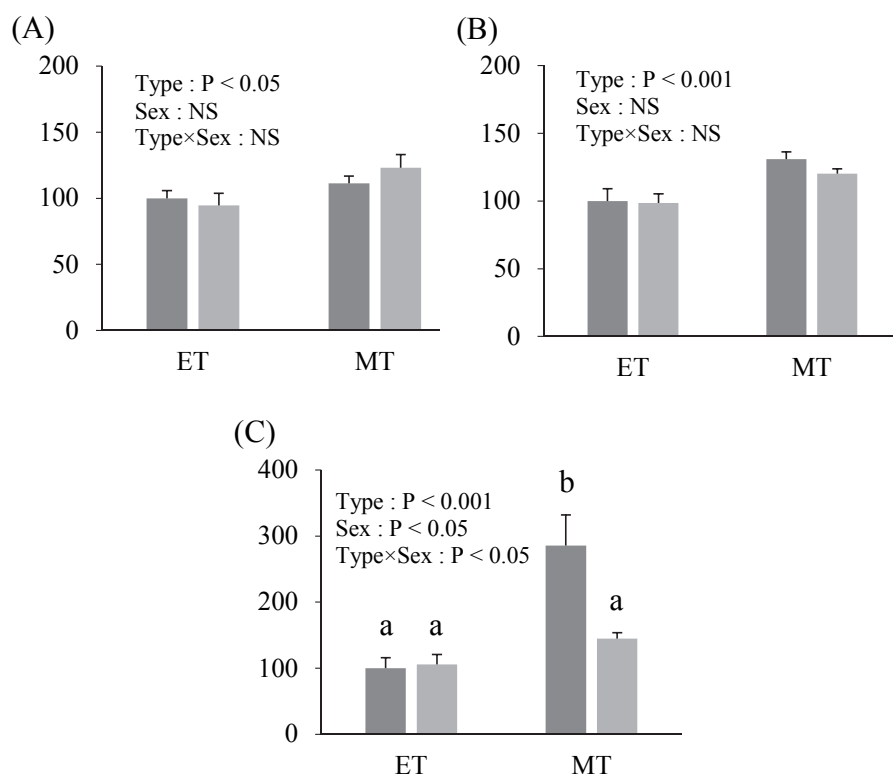 (A)
200
150
100
50
0
Type : P < 0.05
Sex : NS
Type×Sex : NS
ET
MT
(B)
200
150
100
50
0
Type : P < 0.001
Sex : NS
Type×Sex : NS
ET
MT
(C)
400
300
200
100
0
Type : P < 0.001
Sex : P < 0.05
Type×Sex : P < 0.05
a
a
b
a
ET
MT